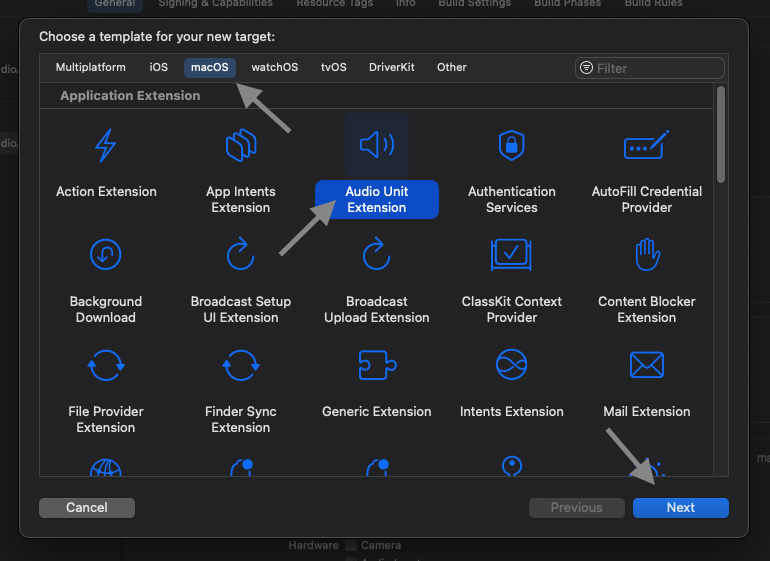 General Signing & Capabilities Resource Tags Info Build Settings Build Phases Build Rules
Choose a template for your new target:
Multiplatform iOS macOS watchOS tvOS DriverKit Other Filter
Application Extension
Action Extension
App Intents
Extension
Audio Unit
Extension
Authentication
Services
AutoFill Credential
Provider
Background
Download
Broadcast Setup
UI Extension
Broadcast
Upload Extension
ClassKit Context
Provider
Content Blocker
Extension
File Provider
Extension
Finder Sync
Extension
Generic Extension
Intents Extension
Mail Extension
Cancel Previous Next
Hardware Camera